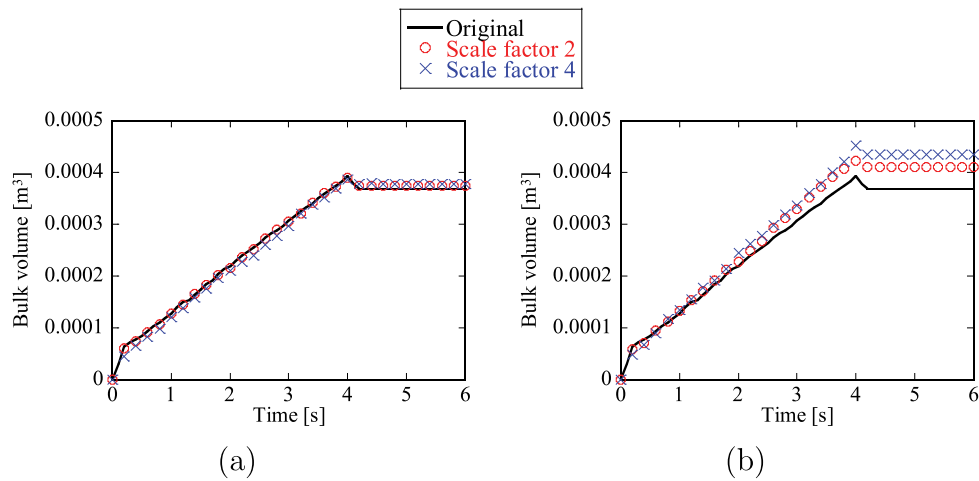 Original
Scale factor 2
Scale factor 4
0.0005
0.0004
0.0003
0.0002
0.0001
0
Bulk volume [m³]
0 1 2 3 4 5 6
Time [s]
(a)
0.0005
0.0004
0.0003
0.0002
0.0001
0
Bulk volume [m³]
0 1 2 3 4 5 6
Time [s]
(b)